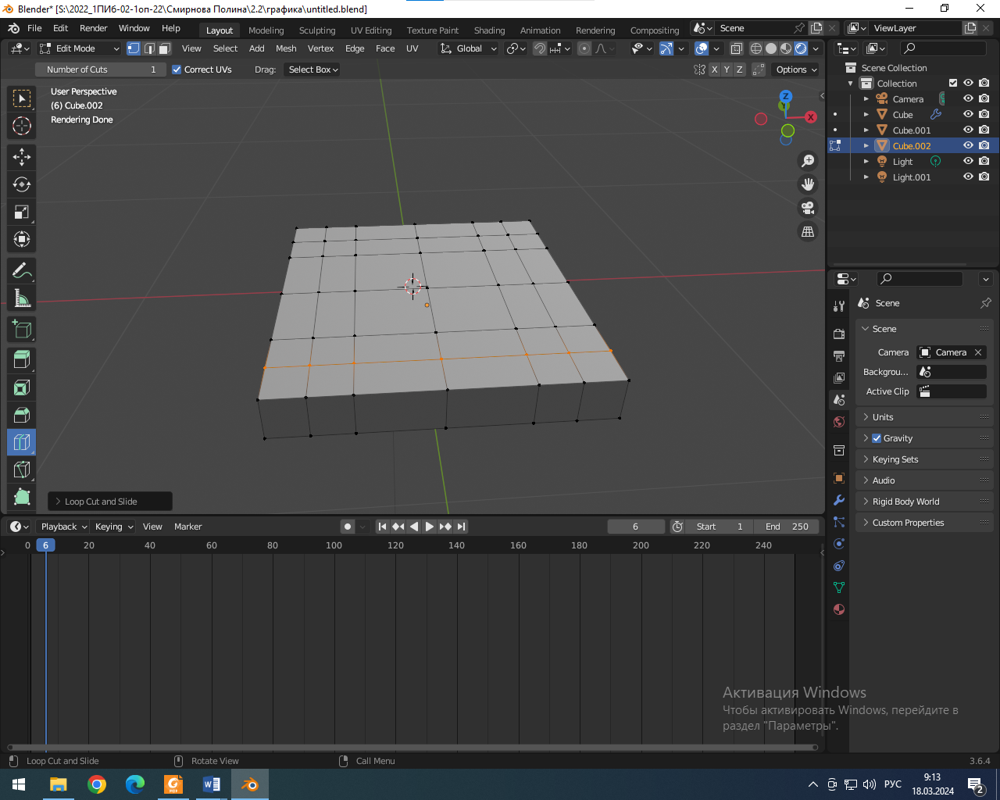 Blender* [S:\2022_1ПИб-02-1оп-22\Смирнова Полина\2.2\графика\untitled.blend]
File Edit Render Window Help Layout Modeling Sculpting UV Editing Texture Paint Shading Animation Rendering Compositing Scene ViewLayer
Edit Mode View Select Add Mesh Vertex Edge Face UV Global
Number of Cuts 1 Correct UVs Drag: Select Box X Y Z Options
User Perspective
(6) Cube.002
Rendering Done
Z
Y
X
Scene Collection
Collection
Camera
Cube
Cube.001
Cube.002
Light
Light.001
Scene
Scene
Camera Camera
Backgrou...
Active Clip
Units
Gravity
Keying Sets
Audio
Rigid Body World
Custom Properties
Loop Cut and Slide
Playback Keying View Marker 6 Start 1 End 250
0 6 20 40 60 80 100 120 140 160 180 200 220 240
Активация Windows
Чтобы активировать Windows, перейдите в
раздел "Параметры".
Loop Cut and Slide Rotate View Call Menu 3.6.4
РУС 9:13
18.03.2024
2